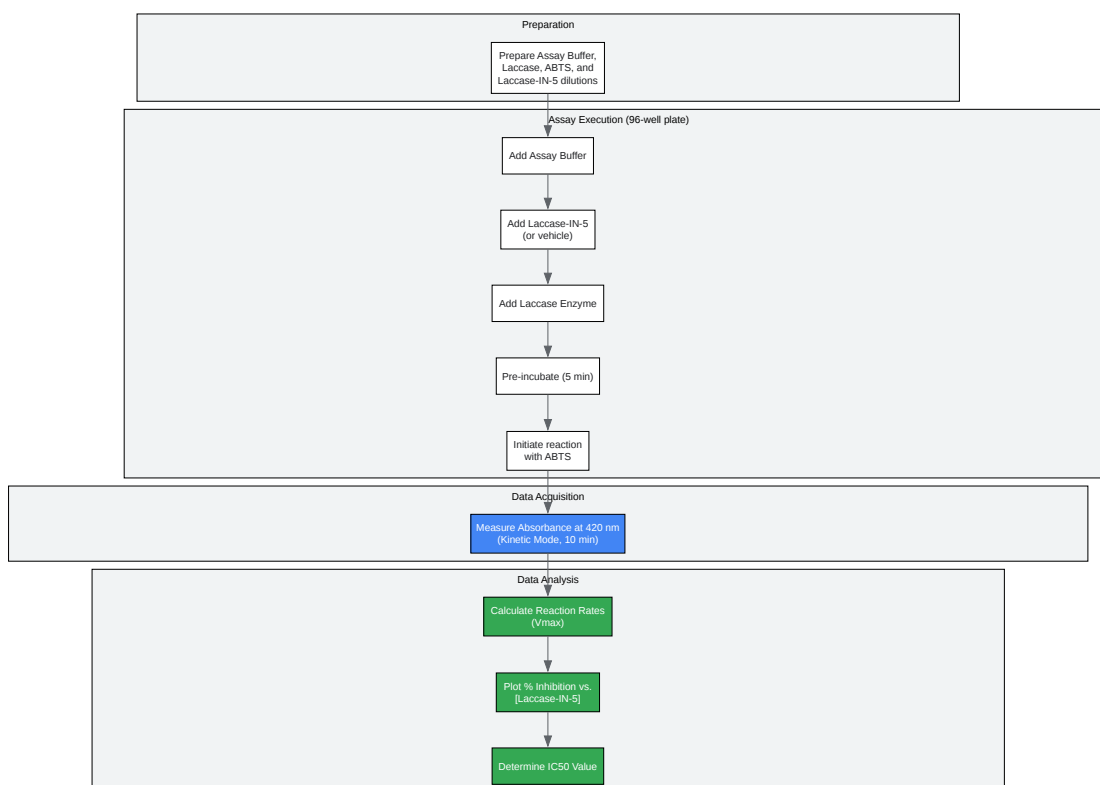 Preparation
Prepare Assay Buffer,
Laccase, ABTS, and
Laccase-IN-5 dilutions
Assay Execution (96-well plate)
Add Assay Buffer
Add Laccase-IN-5
(or vehicle)
Add Laccase Enzyme
Pre-incubate (5 min)
Initiate reaction
with ABTS
Data Acquisition
Measure Absorbance at 420 nm
(Kinetic Mode, 10 min)
Data Analysis
Calculate Reaction Rates
(Vmax)
Plot % Inhibition vs.
[Laccase-IN-5]
Determine IC50 Value